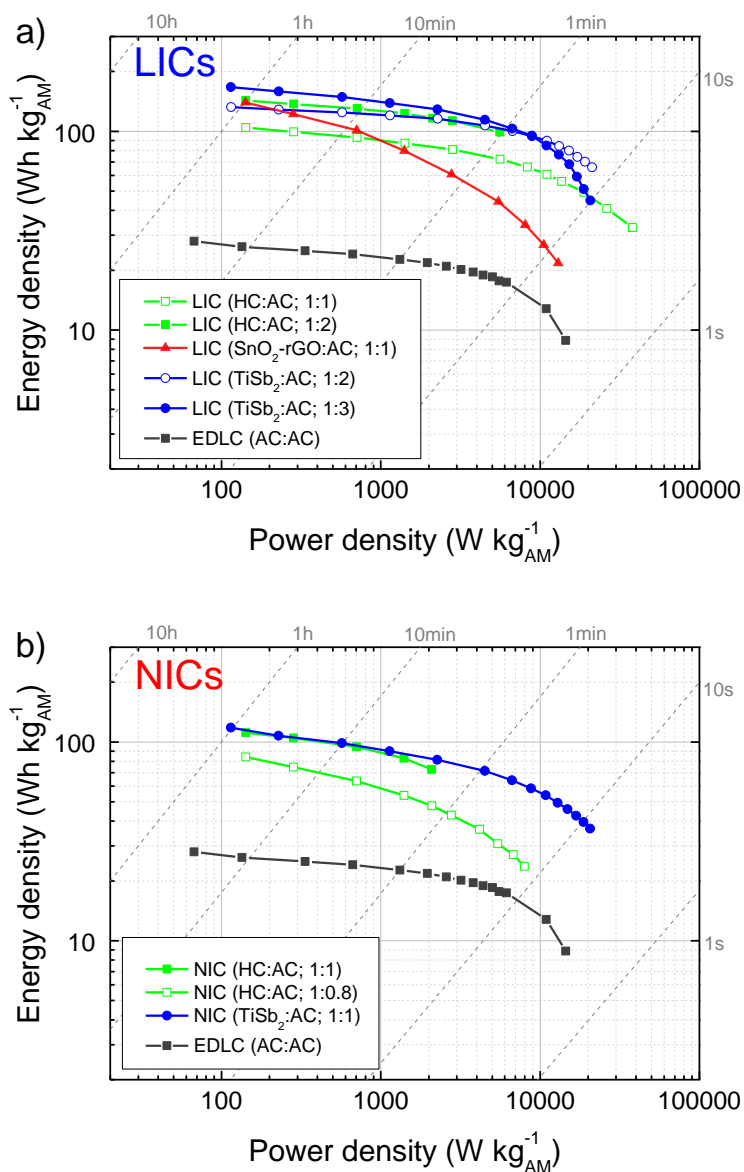 a)
10h
1h
10min
1min
LICs
10s
100
10
1s
Energy density (Wh kg⁻¹_AM)
LIC (HC:AC; 1:1)
LIC (HC:AC; 1:2)
LIC (SnO₂-rGO:AC; 1:1)
LIC (TiSb₂:AC; 1:2)
LIC (TiSb₂:AC; 1:3)
EDLC (AC:AC)
100 1000 10000 100000
Power density (W kg⁻¹_AM)
b)
10h
1h
10min
1min
NICs
10s
100
10
1s
Energy density (Wh kg⁻¹_AM)
NIC (HC:AC; 1:1)
NIC (HC:AC; 1:0.8)
NIC (TiSb₂:AC; 1:1)
EDLC (AC:AC)
100 1000 10000 100000
Power density (W kg⁻¹_AM)